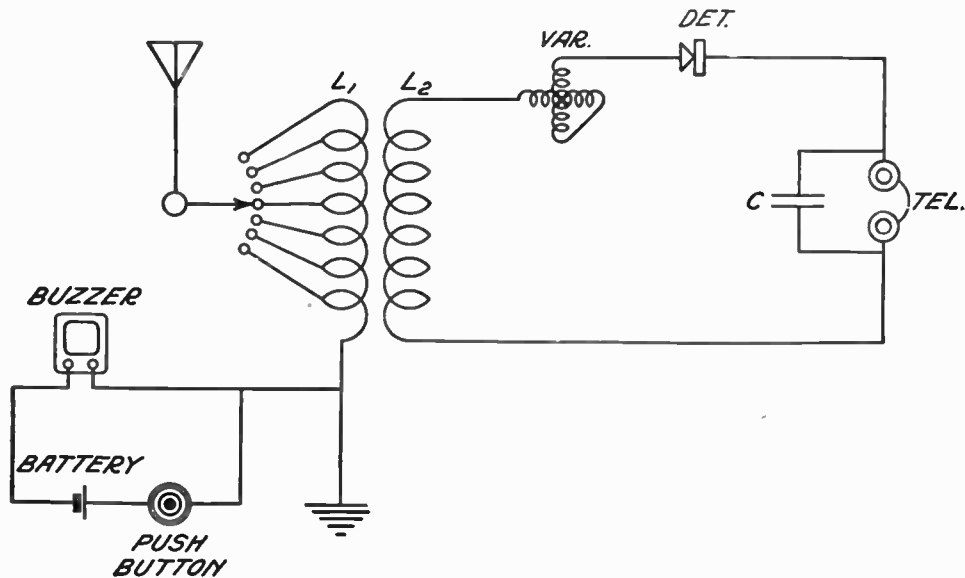 DET.
VAR.
L1
L2
C
TEL.
BUZZER
BATTERY
PUSH
BUTTON